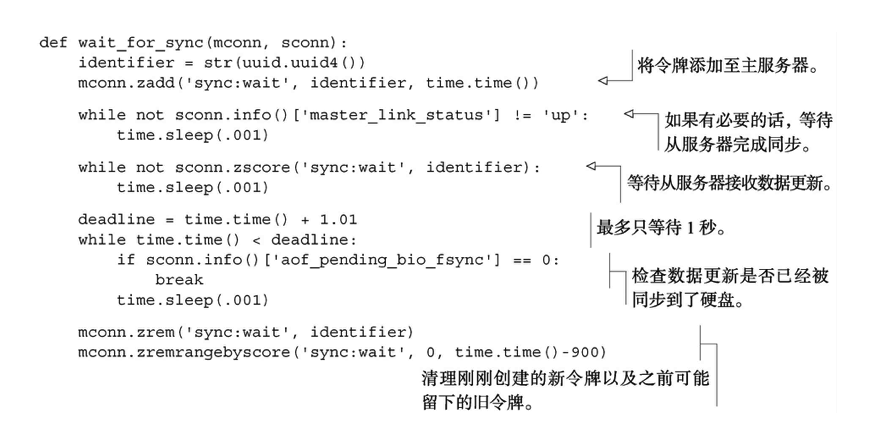 def wait_for_sync(mconn, sconn):
    identifier = str(uuid.uuid4())
    mconn.zadd('sync:wait', identifier, time.time())
将令牌添加至主服务器。
    while not sconn.info()['master_link_status'] != 'up':
        time.sleep(.001)
如果有必要的话，等待
从服务器完成同步。
    while not sconn.zscore('sync:wait', identifier):
        time.sleep(.001)
等待从服务器接收数据更新。
    deadline = time.time() + 1.01
    while time.time() < deadline:
最多只等待 1 秒。
        if sconn.info()['aof_pending_bio_fsync'] == 0:
            break
        time.sleep(.001)
检查数据更新是否已经被
同步到了硬盘。
    mconn.zrem('sync:wait', identifier)
    mconn.zremrangebyscore('sync:wait', 0, time.time()-900)
清理刚刚创建的新令牌以及之前可能
留下的旧令牌。